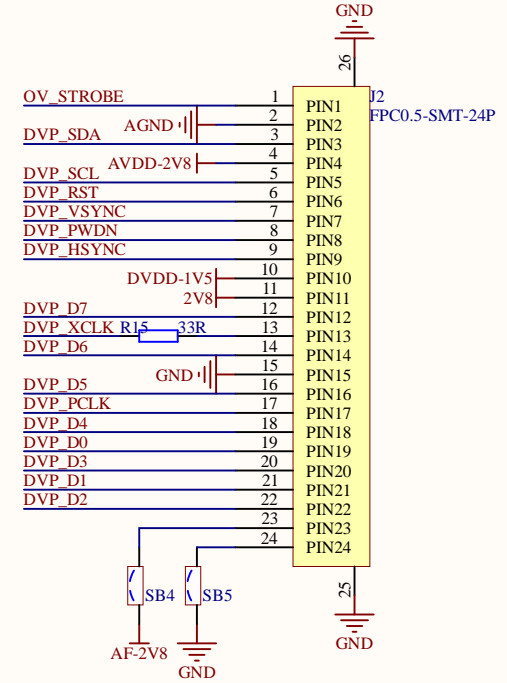 GND
26
J2
FPC0.5-SMT-24P
OV_STROBE 1 PIN1
AGND 2 PIN2
DVP_SDA 3 PIN3
AVDD-2V8 4 PIN4
DVP_SCL 5 PIN5
DVP_RST 6 PIN6
DVP_VSYNC 7 PIN7
DVP_PWDN 8 PIN8
DVP_HSYNC 9 PIN9
DVDD-1V5 10 PIN10
2V8 11 PIN11
DVP_D7 12 PIN12
DVP_XCLK R15 33R 13 PIN13
DVP_D6 14 PIN14
GND 15 PIN15
DVP_D5 16 PIN16
DVP_PCLK 17 PIN17
DVP_D4 18 PIN18
DVP_D0 19 PIN19
DVP_D3 20 PIN20
DVP_D1 21 PIN21
DVP_D2 22 PIN22
23 PIN23
24 PIN24
25
SB4 SB5
GND
AF-2V8
GND